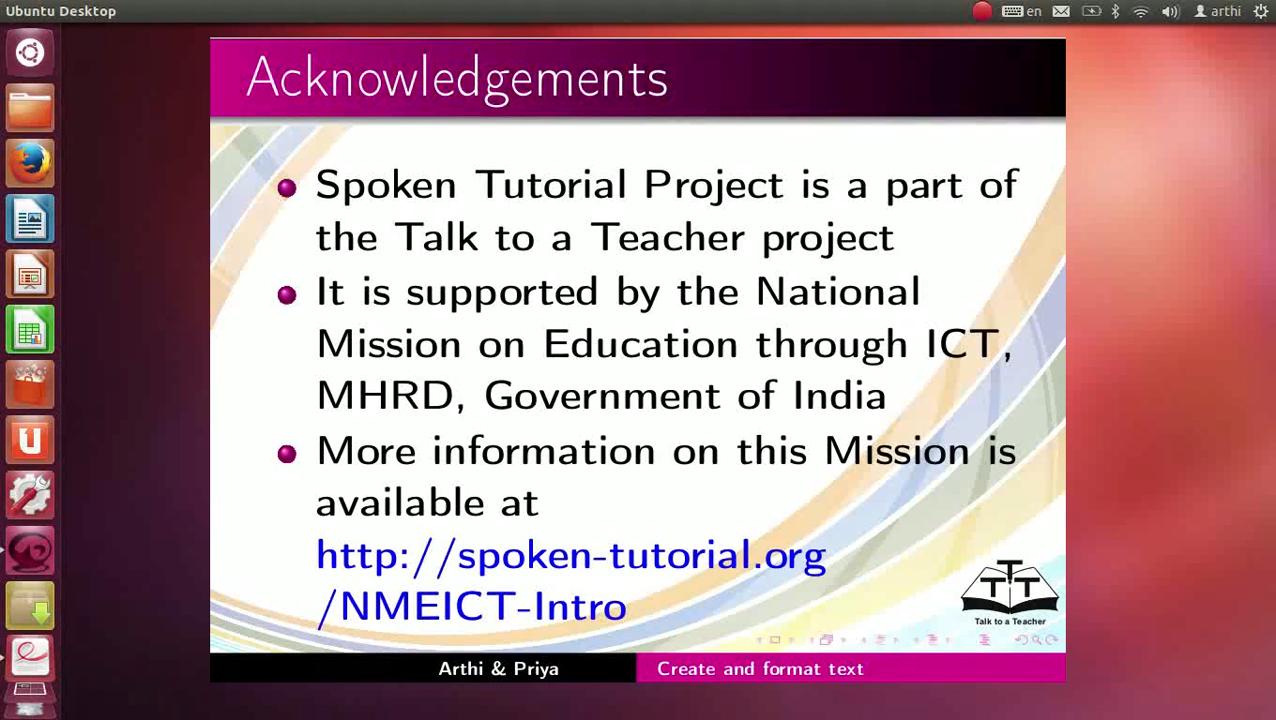 Ubuntu Desktop
en
arthi
Acknowledgements
Spoken Tutorial Project is a part of
the Talk to a Teacher project
It is supported by the National
Mission on Education through ICT,
MHRD, Government of India
More information on this Mission is
available at
http://spoken-tutorial.org
/NMEICT-Intro
T T T
Talk to a Teacher
Arthi & Priya
Create and format text